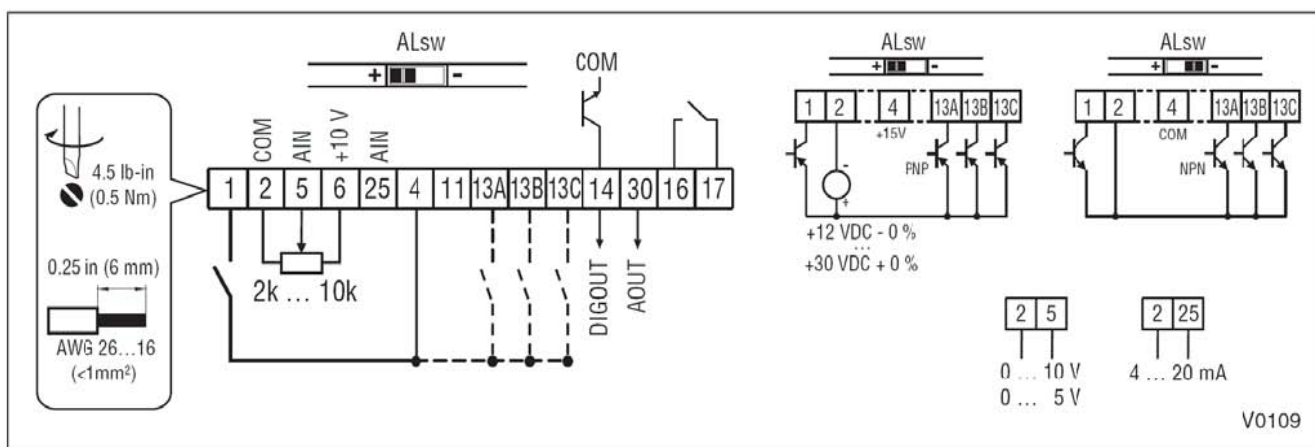 ALsw
+ -
COM
4.5 lb-in
(0.5 Nm)
0.25 in (6 mm)
AWG 26...16
(<1mm²)
COM
AIN
+10 V
AIN
1 2 5 6 25 4 11 13A 13B 13C 14 30 16 17
2k ... 10k
DIGOUT
AOUT
ALsw
+ -
1 2 4 13A 13B 13C
+15V
PNP
-
+
+12 VDC - 0 %
...
+30 VDC + 0 %
ALsw
+ -
1 2 4 13A 13B 13C
COM
NPN
2 5
0 ... 10 V
0 ... 5 V
2 25
4 ... 20 mA
V0109